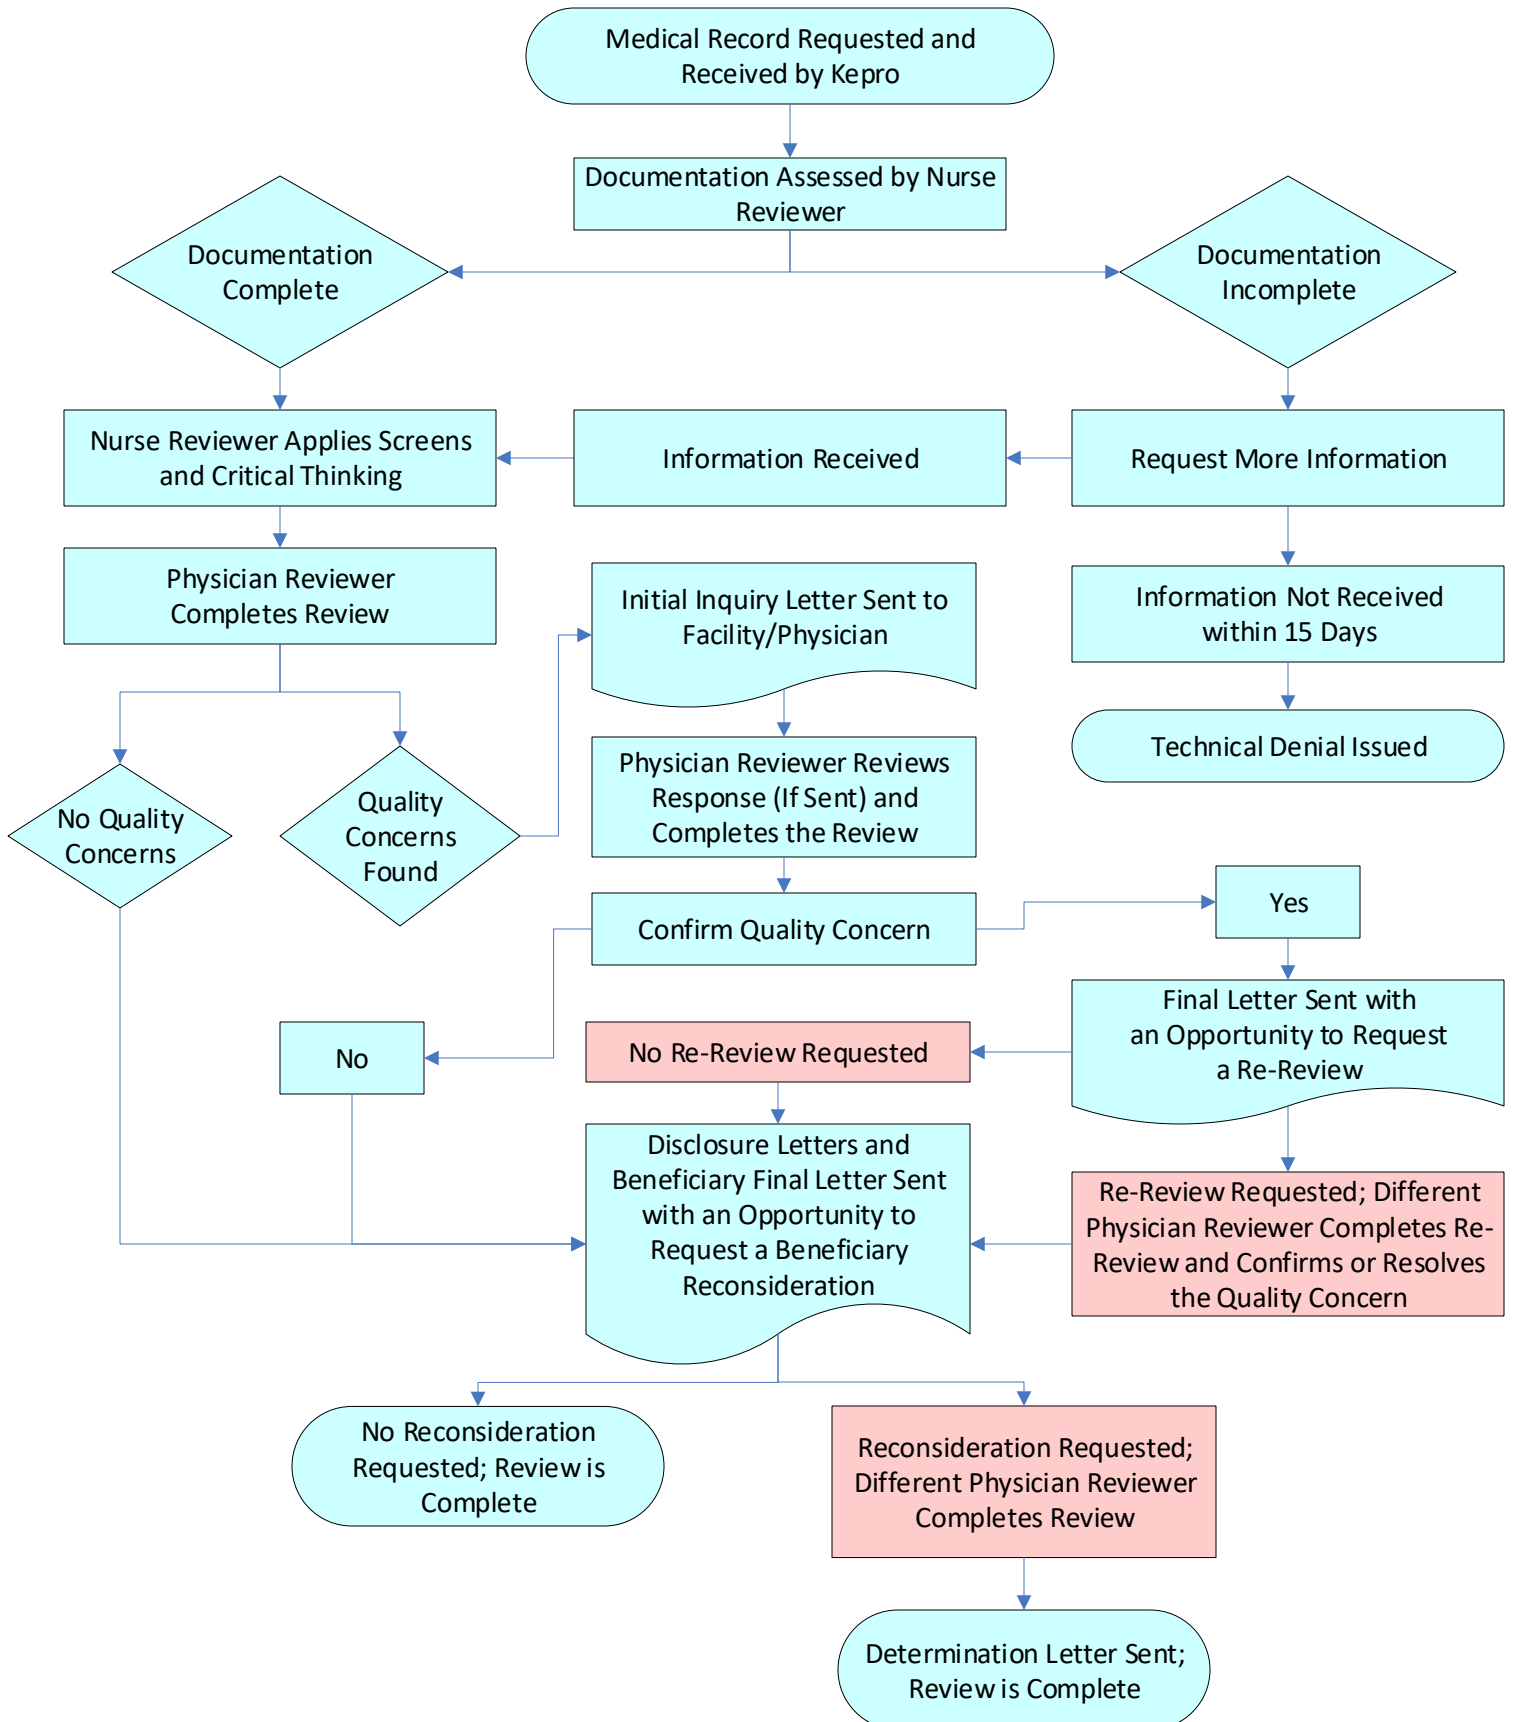 Medical Record Requested and
Received by Kepro
Documentation Assessed by Nurse
Reviewer
Documentation
Complete
Documentation
Incomplete
Nurse Reviewer Applies Screens
and Critical Thinking
Information Received
Request More Information
Physician Reviewer
Completes Review
Initial Inquiry Letter Sent to
Facility/Physician
Information Not Received
within 15 Days
Technical Denial Issued
Physician Reviewer Reviews
Response (If Sent) and
Completes the Review
No Quality
Concerns
Quality
Concerns
Found
Confirm Quality Concern
Yes
Final Letter Sent with
an Opportunity to Request
a Re-Review
No
No Re-Review Requested
Disclosure Letters and
Beneficiary Final Letter Sent
with an Opportunity to
Request a Beneficiary
Reconsideration
Re-Review Requested; Different
Physician Reviewer Completes Re-
Review and Confirms or Resolves
the Quality Concern
No Reconsideration
Requested; Review is
Complete
Reconsideration Requested;
Different Physician Reviewer
Completes Review
Determination Letter Sent;
Review is Complete